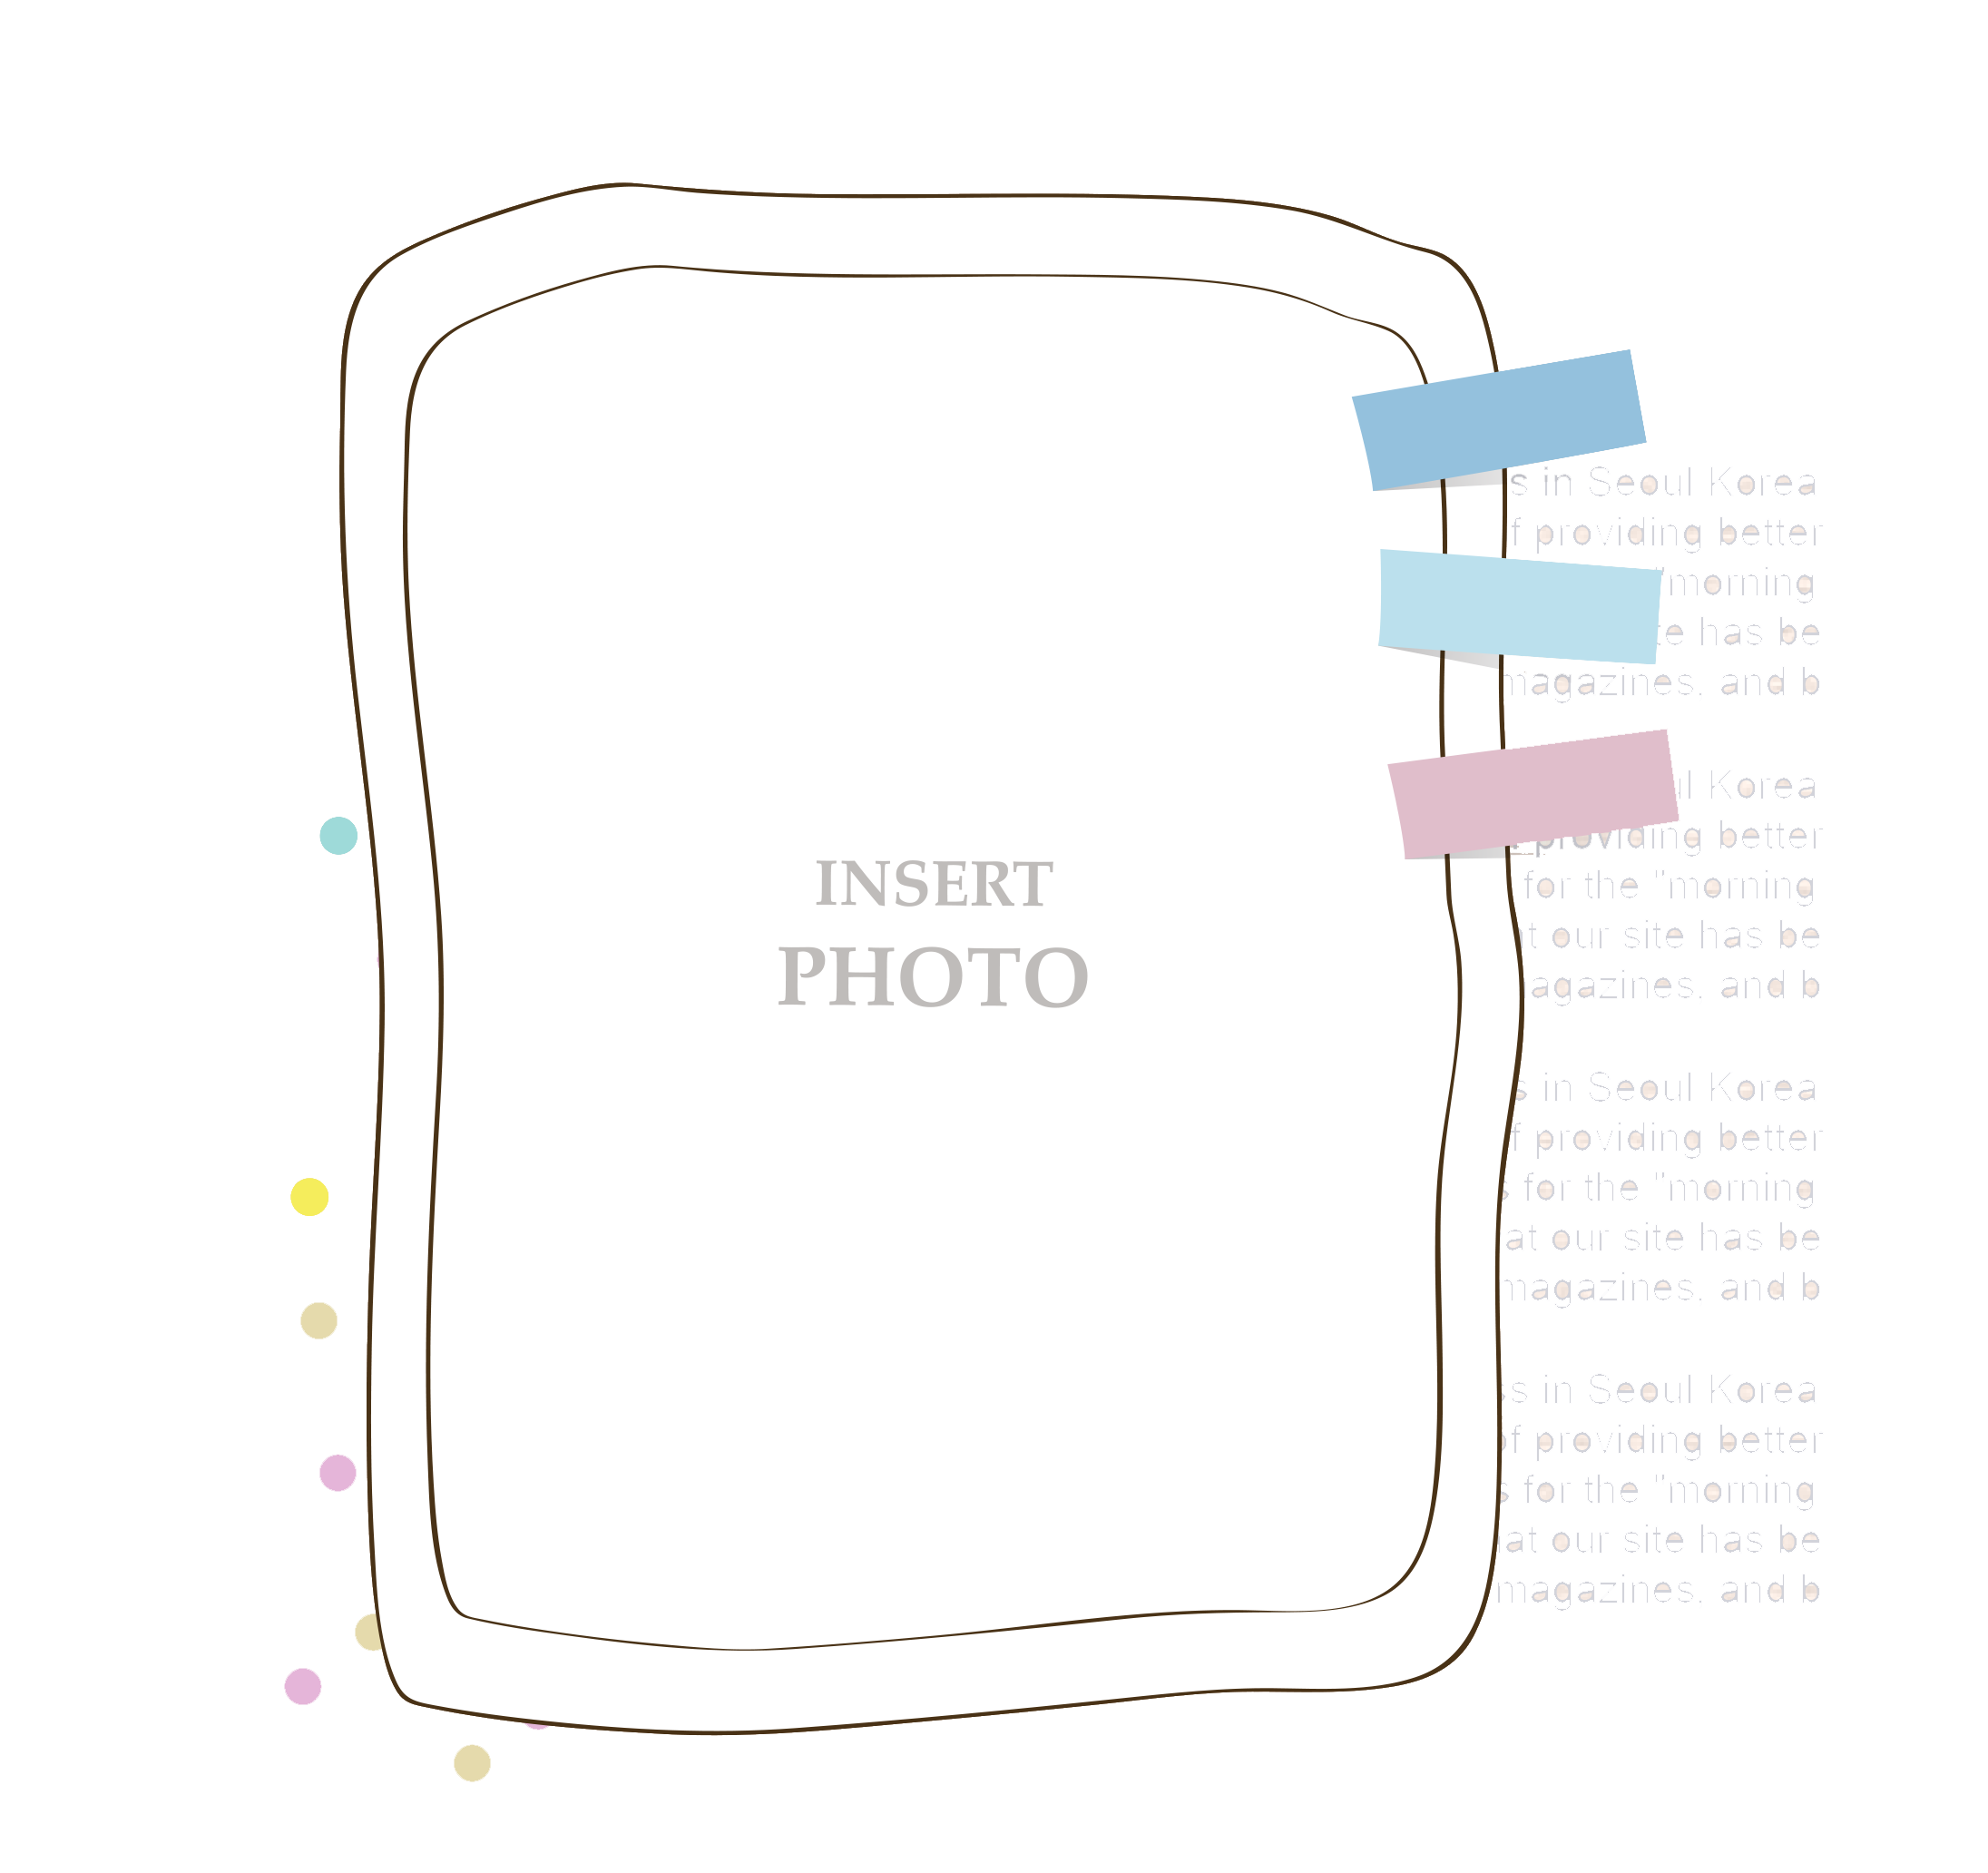 INSERT
PHOTO
in Seoul Korea
providing better
"morning
has be
and b
Korea
providing better
for the "morning
our site has be
and b
in Seoul Korea
providing better
for the "morning
at our site has be
magazines. and b
in Seoul Korea
of providing better
for the "morning
at our site has be
magazines. and b